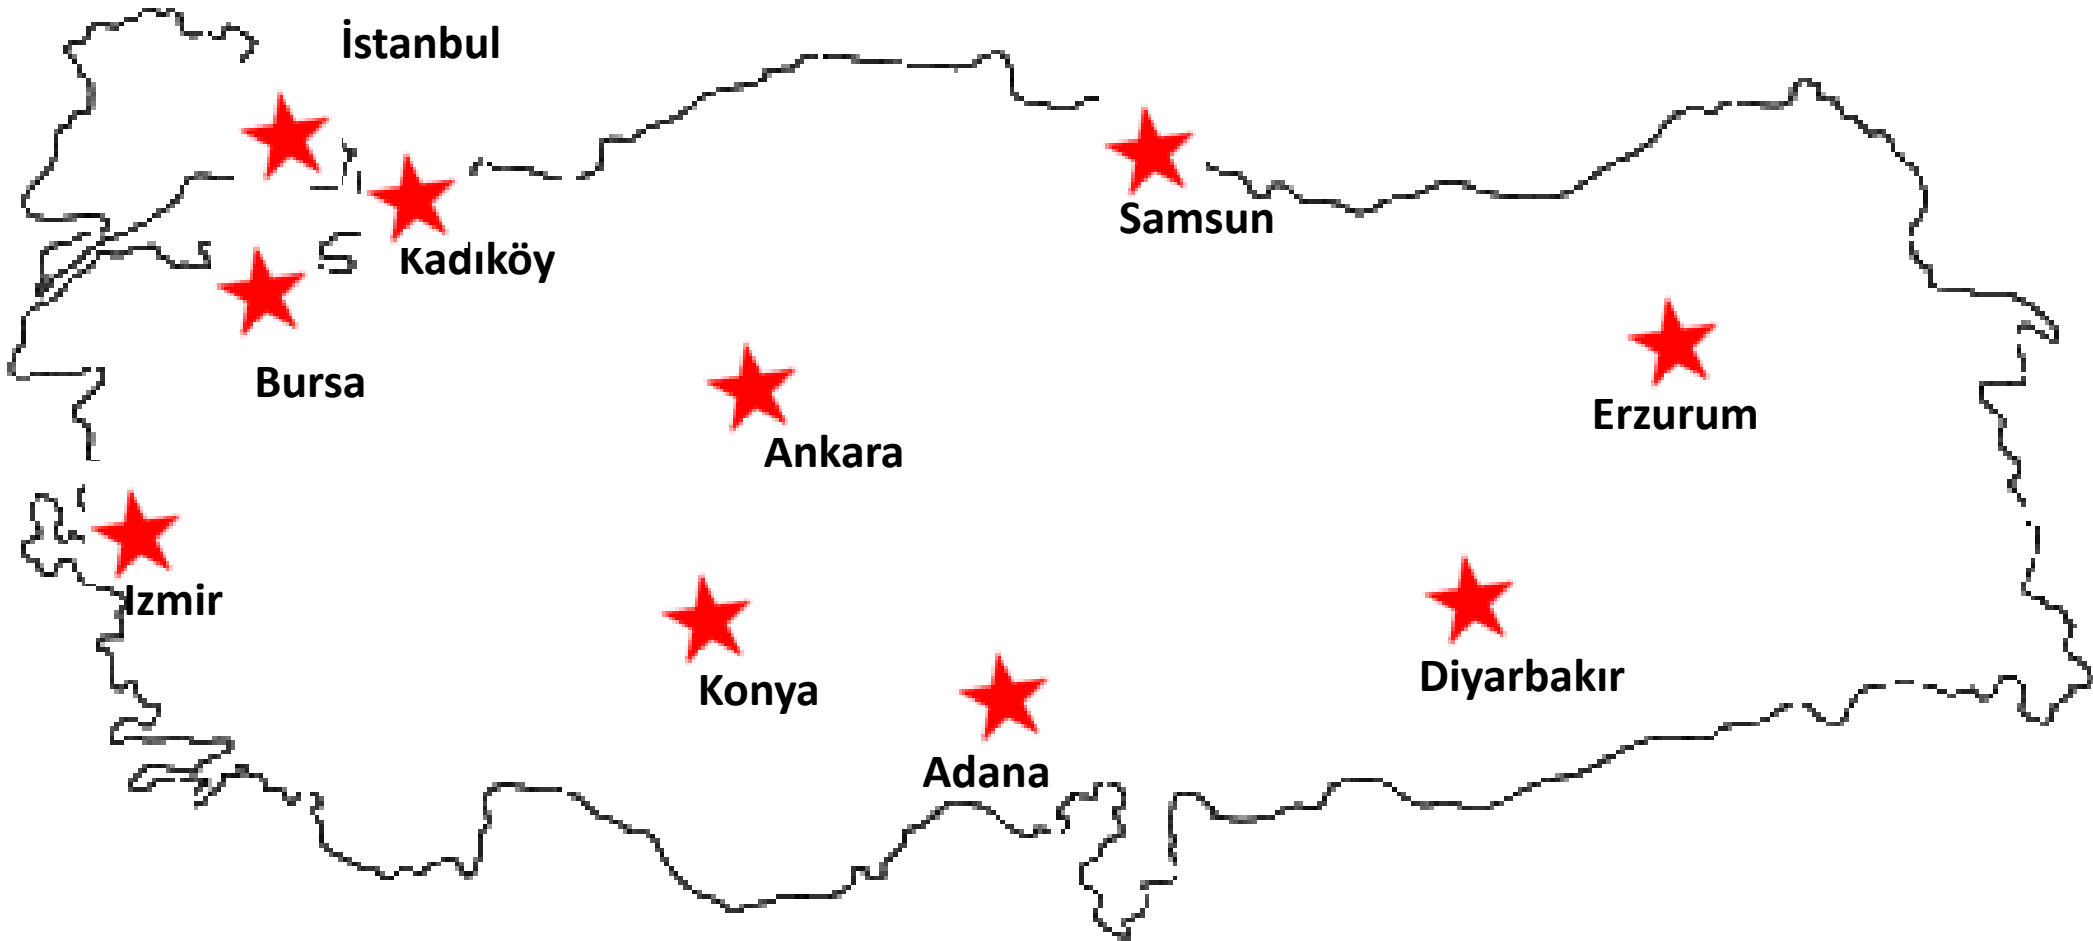 İstanbul
Samsun
Kadıköy
Bursa
Erzurum
Ankara
Izmir
Diyarbakır
Konya
Adana